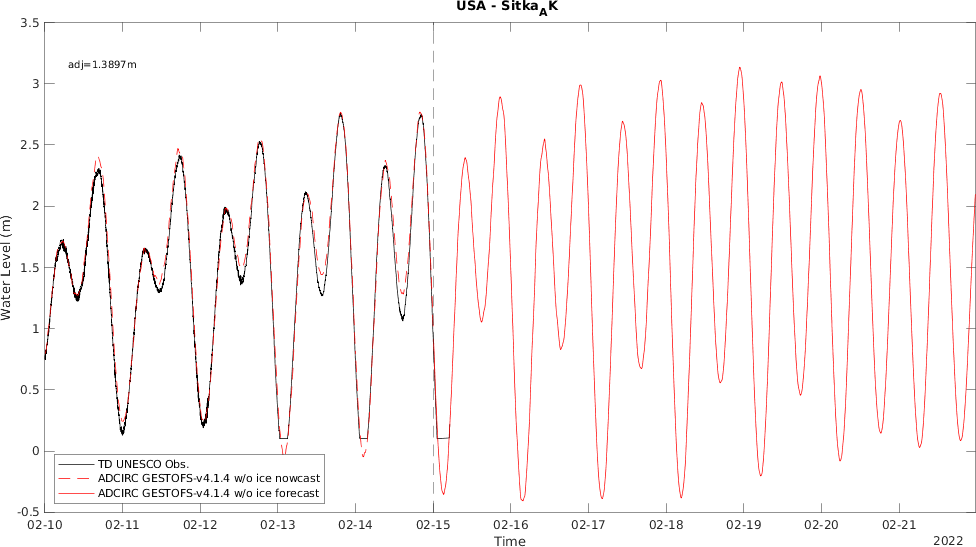 USA - Sitka_AK
adj=1.3897m
3.5
3
2.5
2
1.5
1
0.5
0
-0.5
Water Level (m)
TD UNESCO Obs.
ADCIRC GESTOFS-v4.1.4 w/o ice nowcast
ADCIRC GESTOFS-v4.1.4 w/o ice forecast
02-10 02-11 02-12 02-13 02-14 02-15 02-16 02-17 02-18 02-19 02-20 02-21
Time
2022